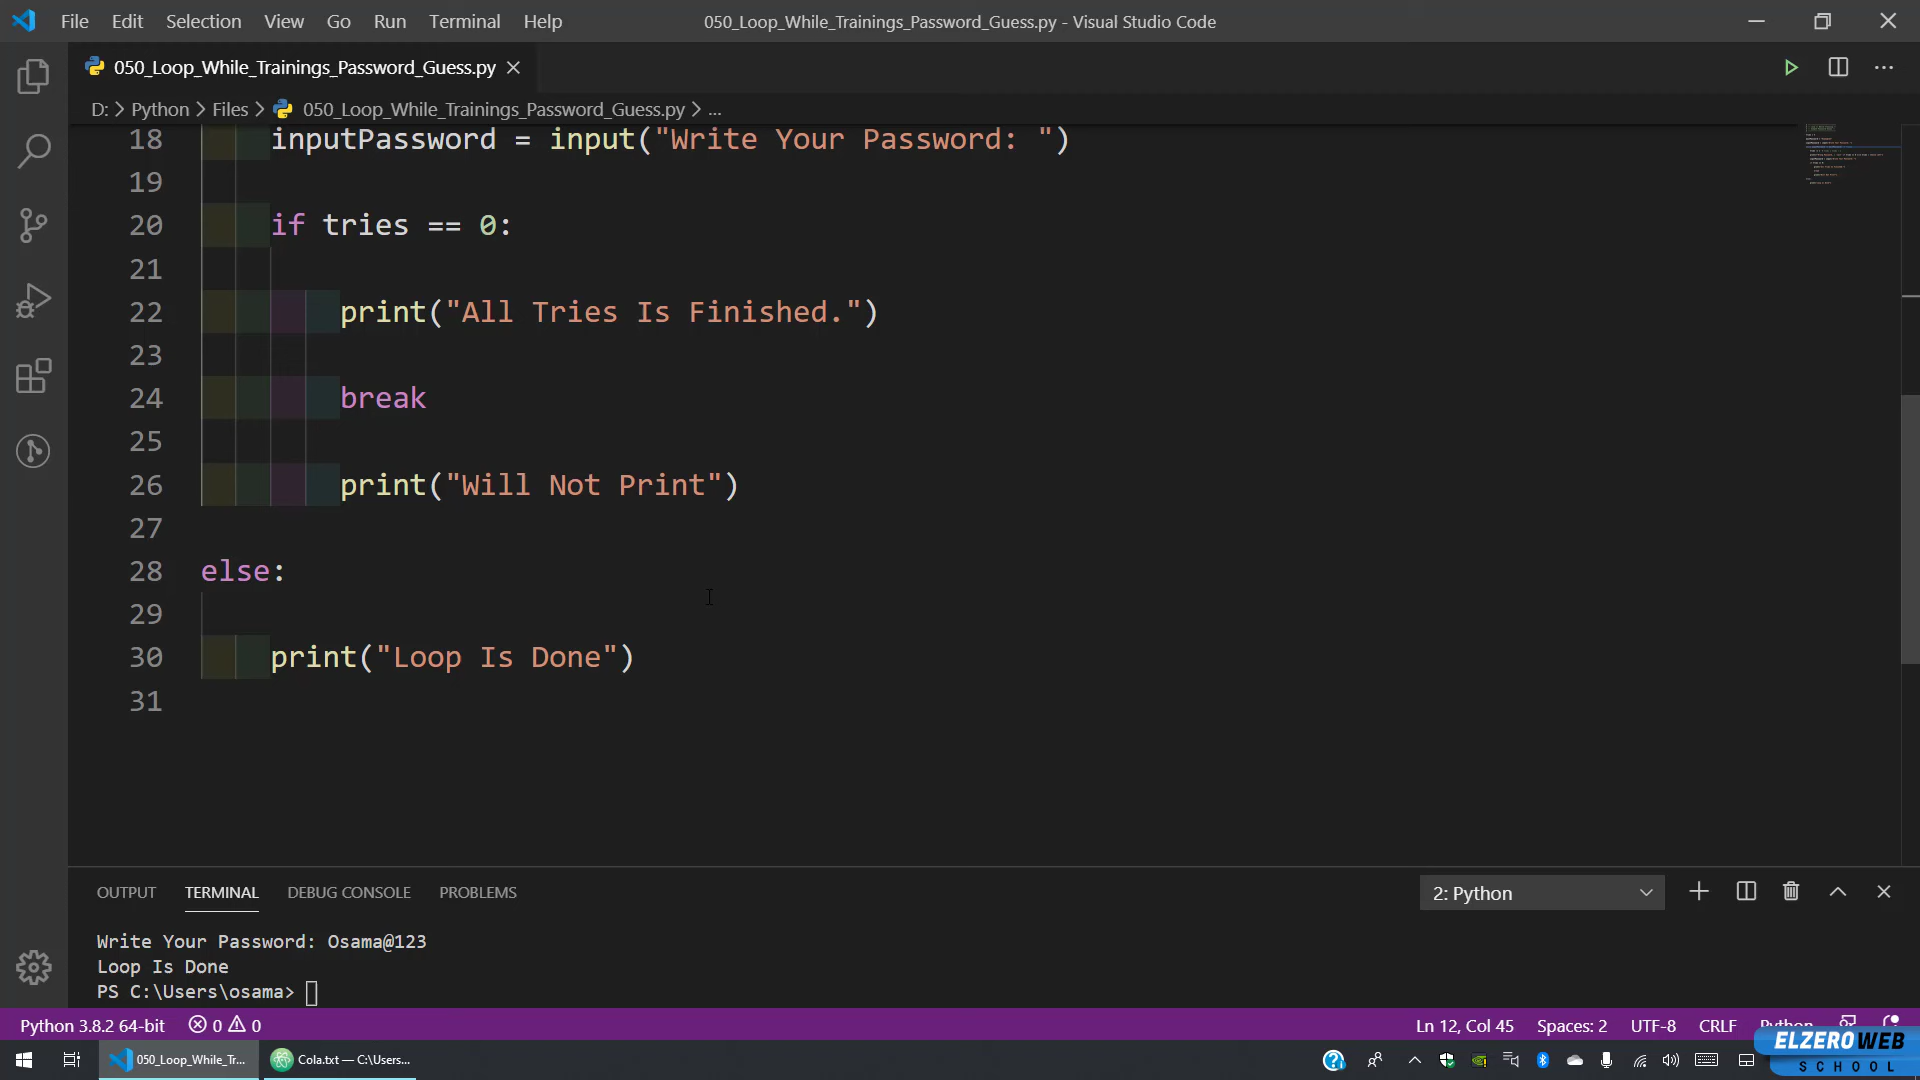 File Edit Selection View Go Run Terminal Help
050_Loop_While_Trainings_Password_Guess.py - Visual Studio Code
050_Loop_While_Trainings_Password_Guess.py
D: > Python > Files > 050_Loop_While_Trainings_Password_Guess.py > ...
18 inputPassword = input("Write Your Password: ")
19
20 if tries == 0:
21
22 print("All Tries Is Finished.")
23
24 break
25
26 print("Will Not Print")
27
28 else:
29
30 print("Loop Is Done")
31
OUTPUT TERMINAL DEBUG CONSOLE PROBLEMS
2: Python
Write Your Password: Osama@123
Loop Is Done
PS C:\Users\osama>
Python 3.8.2 64-bit 0 0
Ln 12, Col 45 Spaces: 2 UTF-8 CRLF Python
050_Loop_While_Tr...
Cola.txt — C:\Users...
ELZEROWEB
SCHOOL